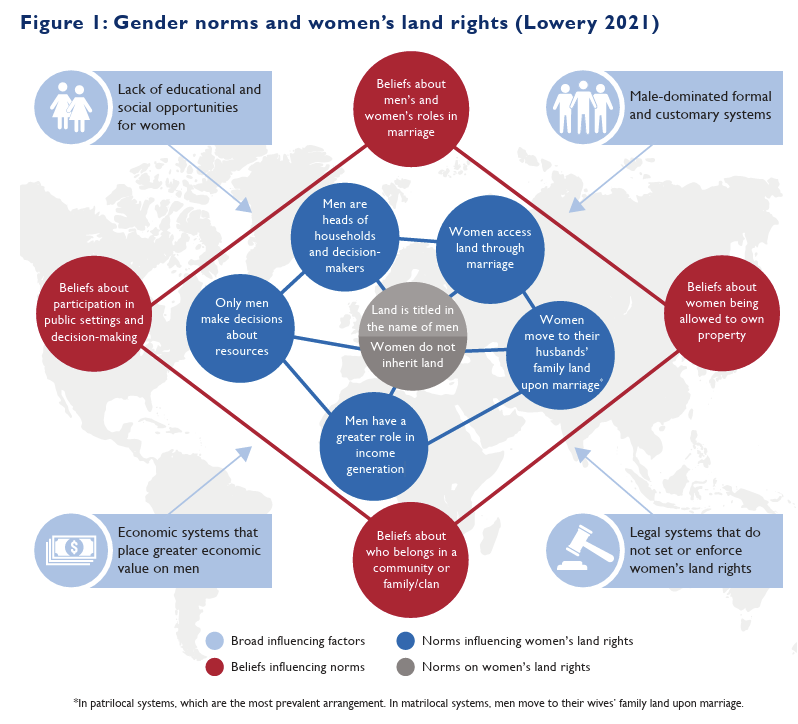 Figure 1: Gender norms and women’s land rights (Lowery 2021)
Lack of educational and
social opportunities
for women
Beliefs about
men’s and
women’s roles in
marriage
Male-dominated formal
and customary systems
Men are
heads of
households
and decision-
makers
Women access
land through
marriage
Beliefs about
participation in
public settings and
decision-making
Only men
make decisions
about
resources
Land is titled in
the name of men
Women do not
inherit land
Women
move to their
husbands’
family land
upon marriage*
Beliefs about
women being
allowed to own
property
Men have a
greater role in
income
generation
Economic systems that
place greater economic
value on men
$
Beliefs about
who belongs in a
community or
family/clan
Legal systems that do
not set or enforce
women’s land rights
Broad influencing factors
Norms influencing women’s land rights
Beliefs influencing norms
Norms on women’s land rights
*In patrilocal systems, which are the most prevalent arrangement. In matrilocal systems, men move to their wives’ family land upon marriage.